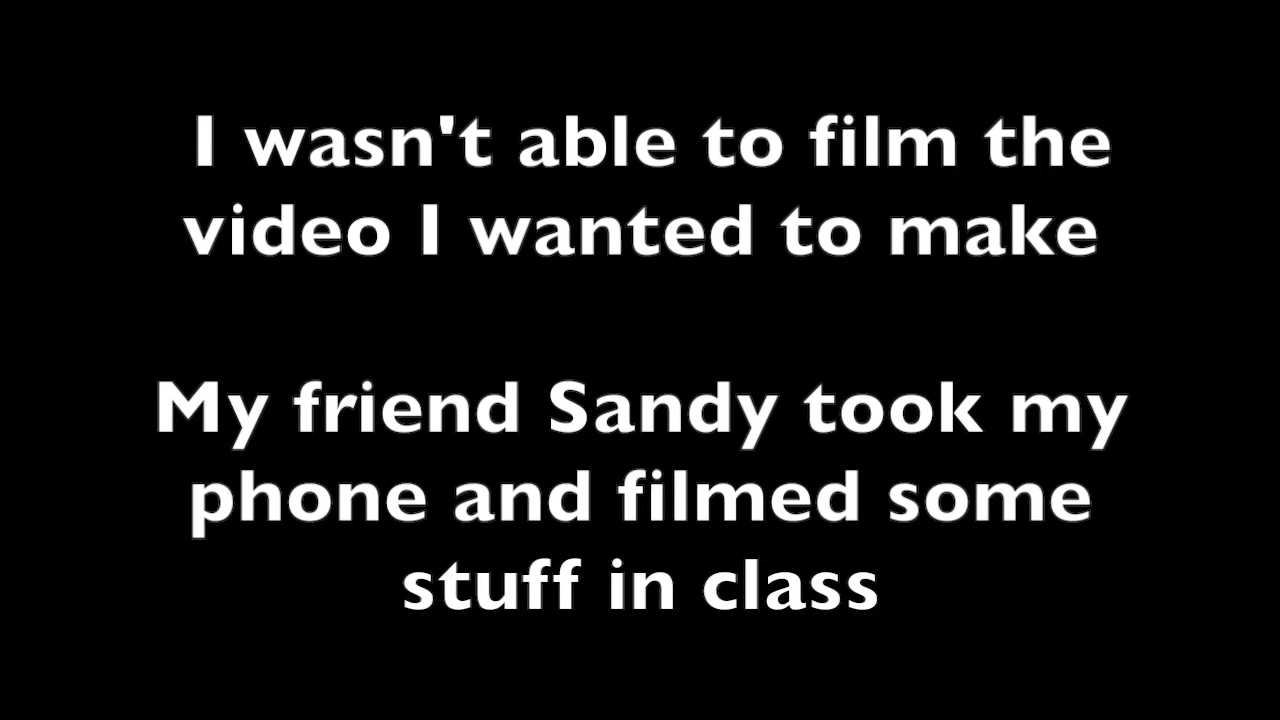 I wasn't able to film the
video I wanted to make
My friend Sandy took my
phone and filmed some
stuff in class